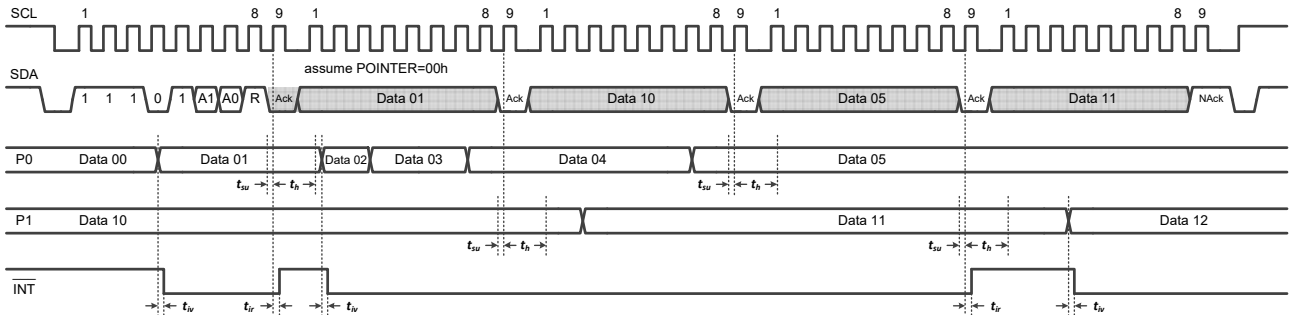 SCL 1 8 9 1 8 9 1 8 9 1 8 9 1 8 9
SDA assume POINTER=00h
1 1 1 0 1 A1 A0 R Ack Data 01 Ack Data 10 Ack Data 05 Ack Data 11 NAck
P0 Data 00 Data 01 Data 02 Data 03 Data 04 Data 05
tsu th tsu th
P1 Data 10 Data 11 Data 12
tsu th tsu th
INT
tiv tir tiv tir tiv